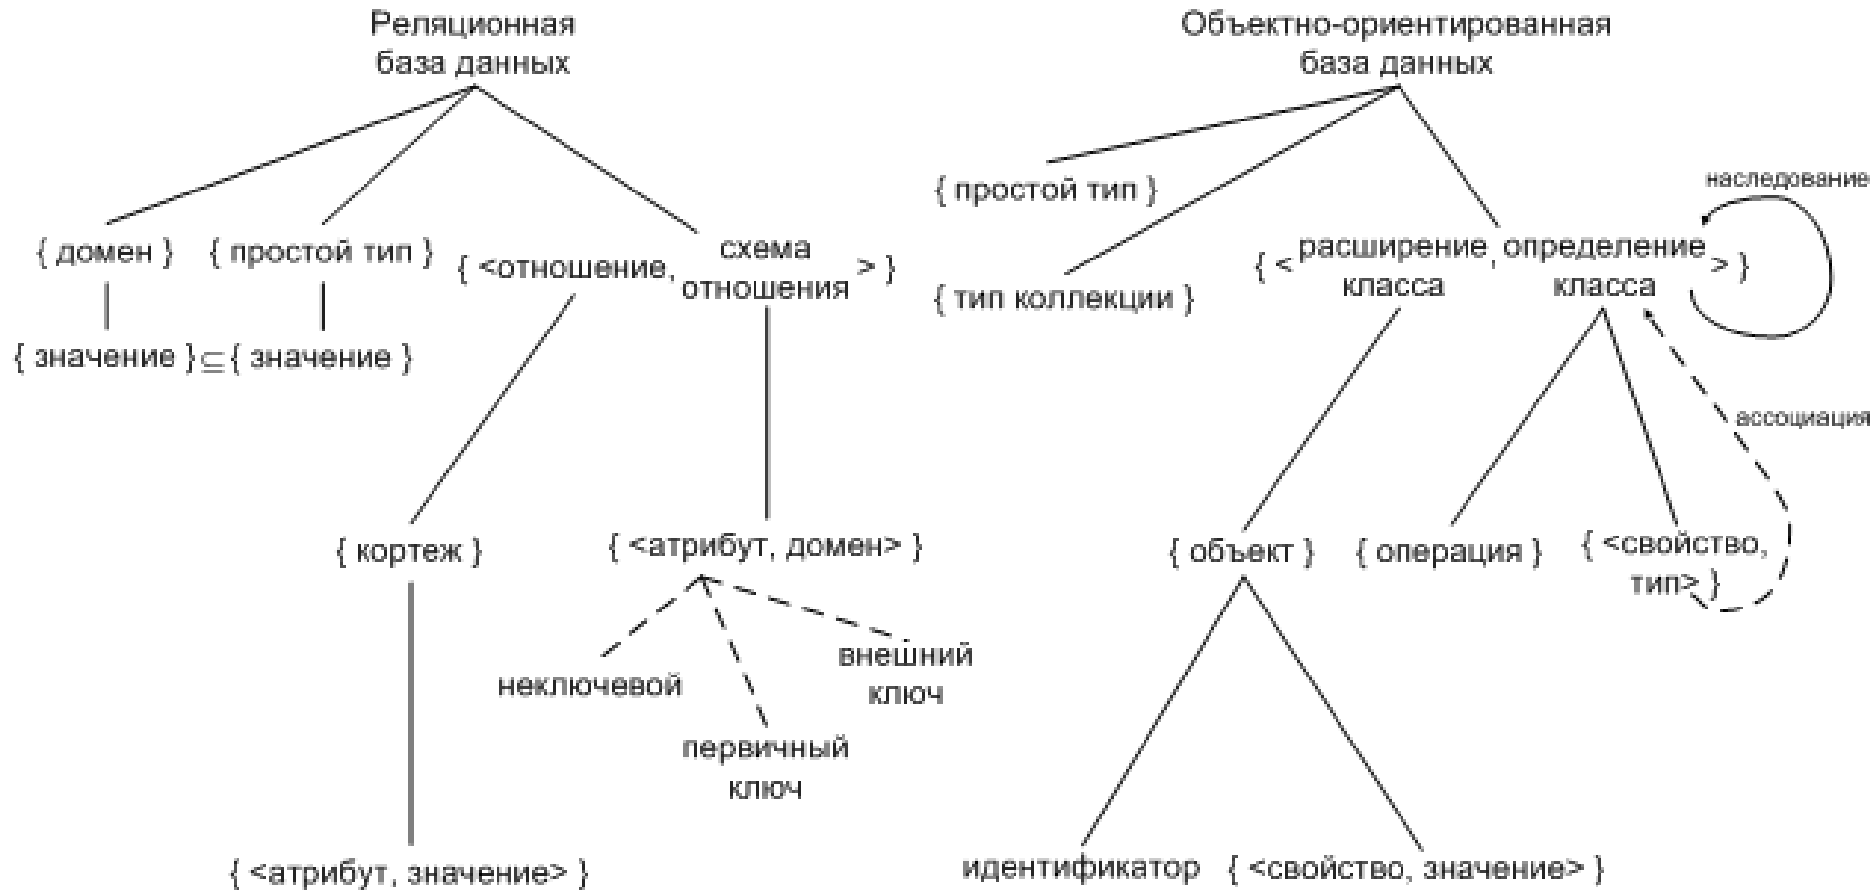 Реляционная
база данных
{ домен }
{ простой тип }
{ <отношение, схема отношения > }
{ значение } ⊆ { значение }
{ кортеж }
{ <атрибут, домен> }
неключевой
внешний
ключ
первичный
ключ
{ <атрибут, значение> }
Объектно-ориентированная
база данных
{ простой тип }
{ тип коллекции }
{ < расширение класса , определение класса > }
наследование
ассоциация
{ объект }
{ операция }
{ <свойство,
тип> }
идентификатор
{ <свойство, значение> }